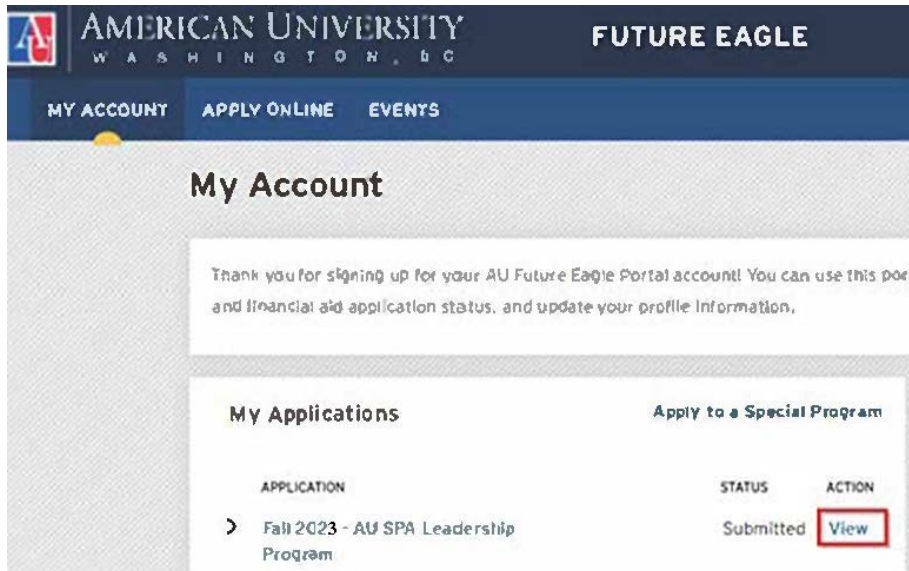 AMERICAN UNIVERSITY
WASHINGTON, DC
FUTURE EAGLE
MY ACCOUNT APPLY ONLINE EVENTS
My Account
Thank you for signing up for your AU Future Eagle Portal account! You can use this por
and financial aid application status, and update your profile information.
My Applications
Apply to a Special Program
APPLICATION STATUS ACTION
Fall 2023 - AU SPA Leadership Submitted View
Program